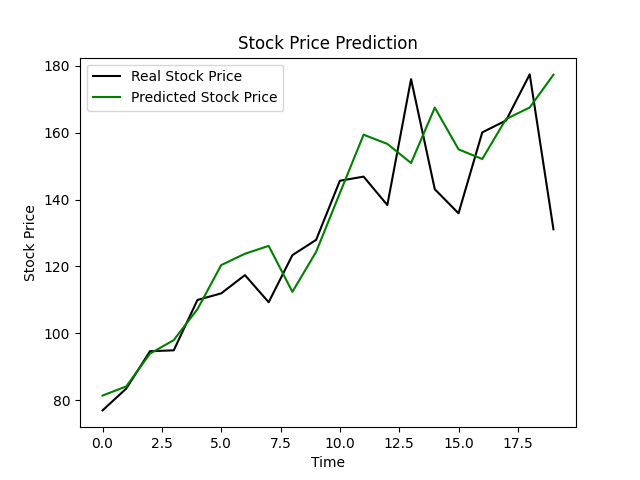 Stock Price Prediction
Real Stock Price
Predicted Stock Price
Stock Price
180
160
140
120
100
80
0.0 2.5 5.0 7.5 10.0 12.5 15.0 17.5
Time